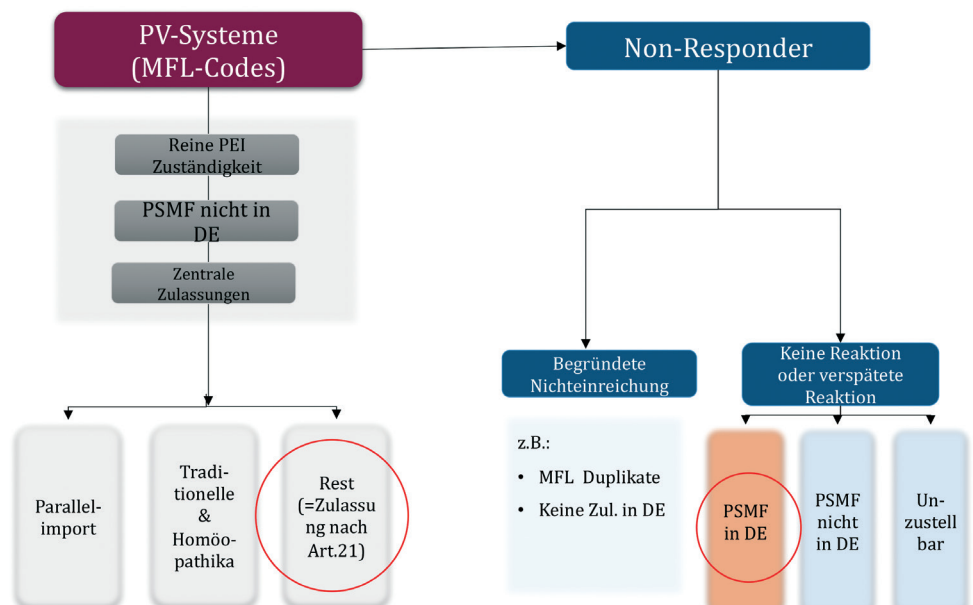 PV-Systeme
(MFL-Codes)
Non-Responder
Reine PEI
Zuständigkeit
PSMF nicht in
DE
Zentrale
Zulassungen
Begründete
Nichteinreichung
Keine Reaktion
oder verspätete
Reaktion
Parallel-
import
Tradi-
tionelle
&
Homöo-
pathika
Rest
(=Zulassu
ng nach
Art.21)
z.B.:
• MFL Duplikate
• Keine Zul. in DE
PSMF
in DE
PSMF
nicht
in DE
Un-
zustell
bar